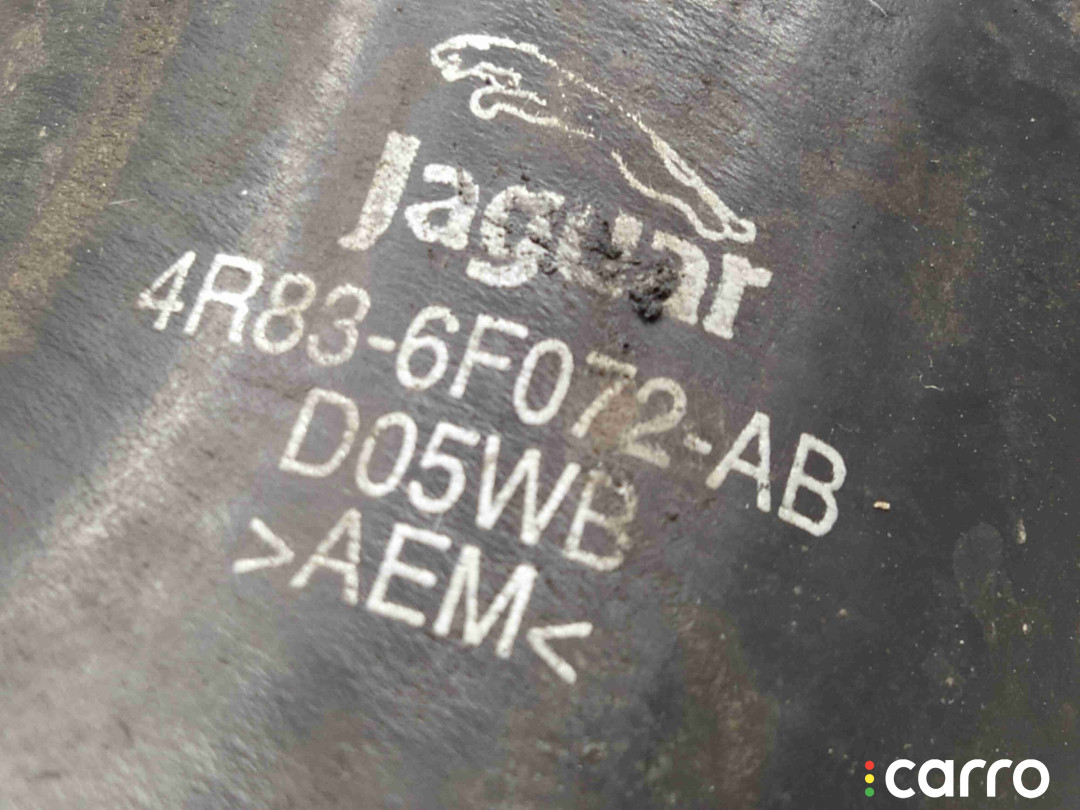 Jaguar
4R83-6F072-AB
D05WB
>AEM<
carro